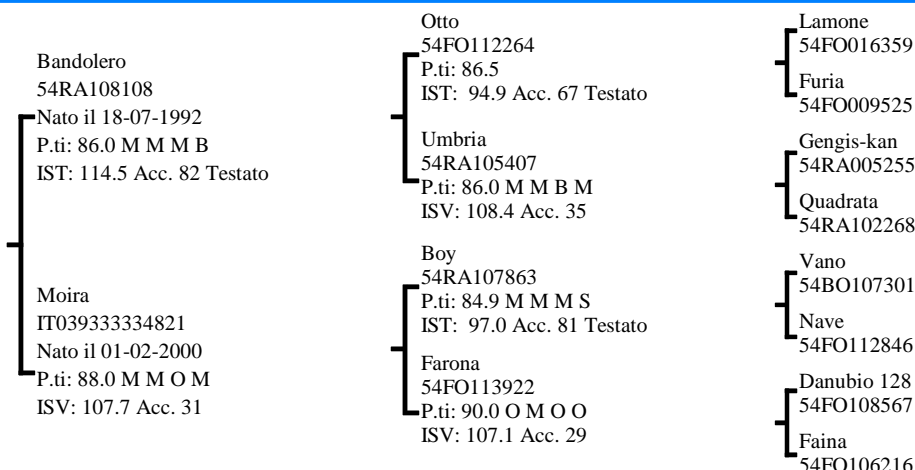 Bandolero
54RA108108
Nato il 18-07-1992
P.ti: 86.0 M M M B
IST: 114.5 Acc. 82 Testato
Moira
IT039333334821
Nato il 01-02-2000
P.ti: 88.0 M M O M
ISV: 107.7 Acc. 31
Otto
54FO112264
P.ti: 86.5
IST: 94.9 Acc. 67 Testato
Umbria
54RA105407
P.ti: 86.0 M M B M
ISV: 108.4 Acc. 35
Boy
54RA107863
P.ti: 84.9 M M M S
IST: 97.0 Acc. 81 Testato
Farona
54FO113922
P.ti: 90.0 O M O O
ISV: 107.1 Acc. 29
Lamone
54FO016359
Furia
54FO009525
Gengis-kan
54RA005255
Quadrata
54RA102268
Vano
54BO107301
Nave
54FO112846
Danubio 128
54FO108567
Faina
54FO106216